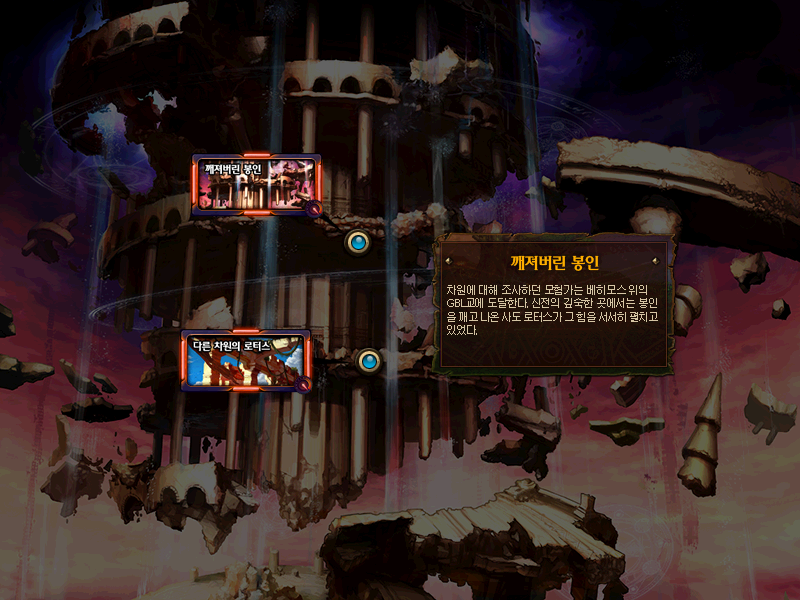 깨져버린 봉인
깨져버린 봉인
차원에 대해 조사하던 모험가는 베히모스 위의
GBL교에 도달한다. 신전의 깊숙한 곳에서는 봉인
을 깨고 나온 사도 로터스가 그 힘을 서서히 펼치고
있었다.
다른 차원의 로터스